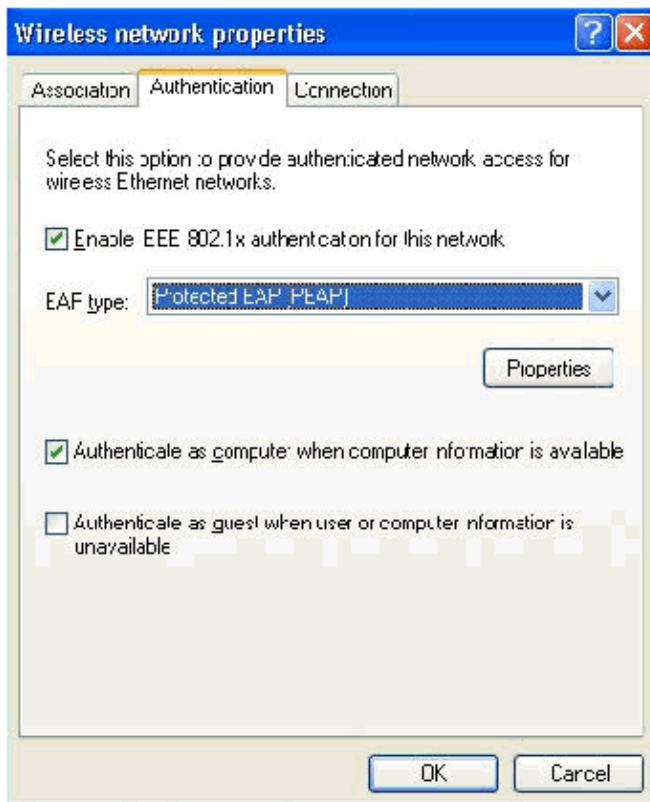 Wireless network properties
Association Authentication Connection
Select this option to provide authenticated network access for
wireless Ethernet networks.
Enable IEEE 802.1x authentication for this network
EAP type: Protected EAP (PEAP)
Properties
Authenticate as computer when computer information is available
Authenticate as guest when user or computer information is
unavailable
OK Cancel